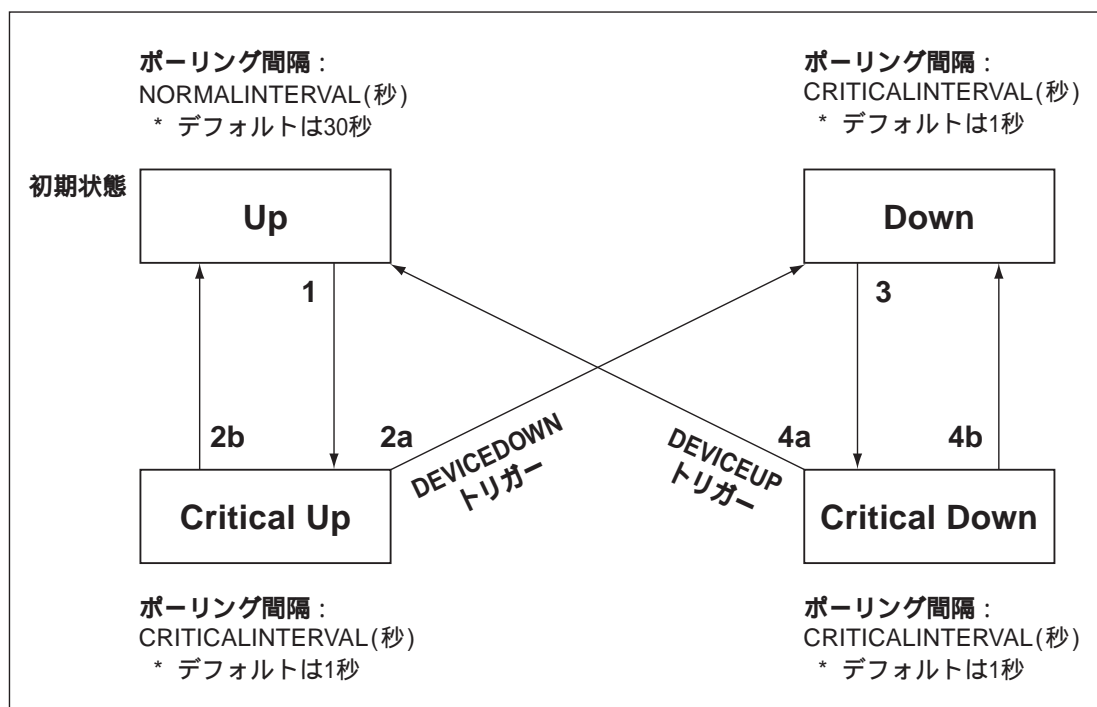 ポーリング間隔：
NORMALINTERVAL(秒)
* デフォルトは30秒
ポーリング間隔：
CRITICALINTERVAL(秒)
* デフォルトは1秒
初期状態
Up
Down
1
3
2b
2a
DEVICEDOWN
トリガー
DEVICEUP
トリガー
4a
4b
Critical Up
Critical Down
ポーリング間隔：
CRITICALINTERVAL(秒)
* デフォルトは1秒
ポーリング間隔：
CRITICALINTERVAL(秒)
* デフォルトは1秒